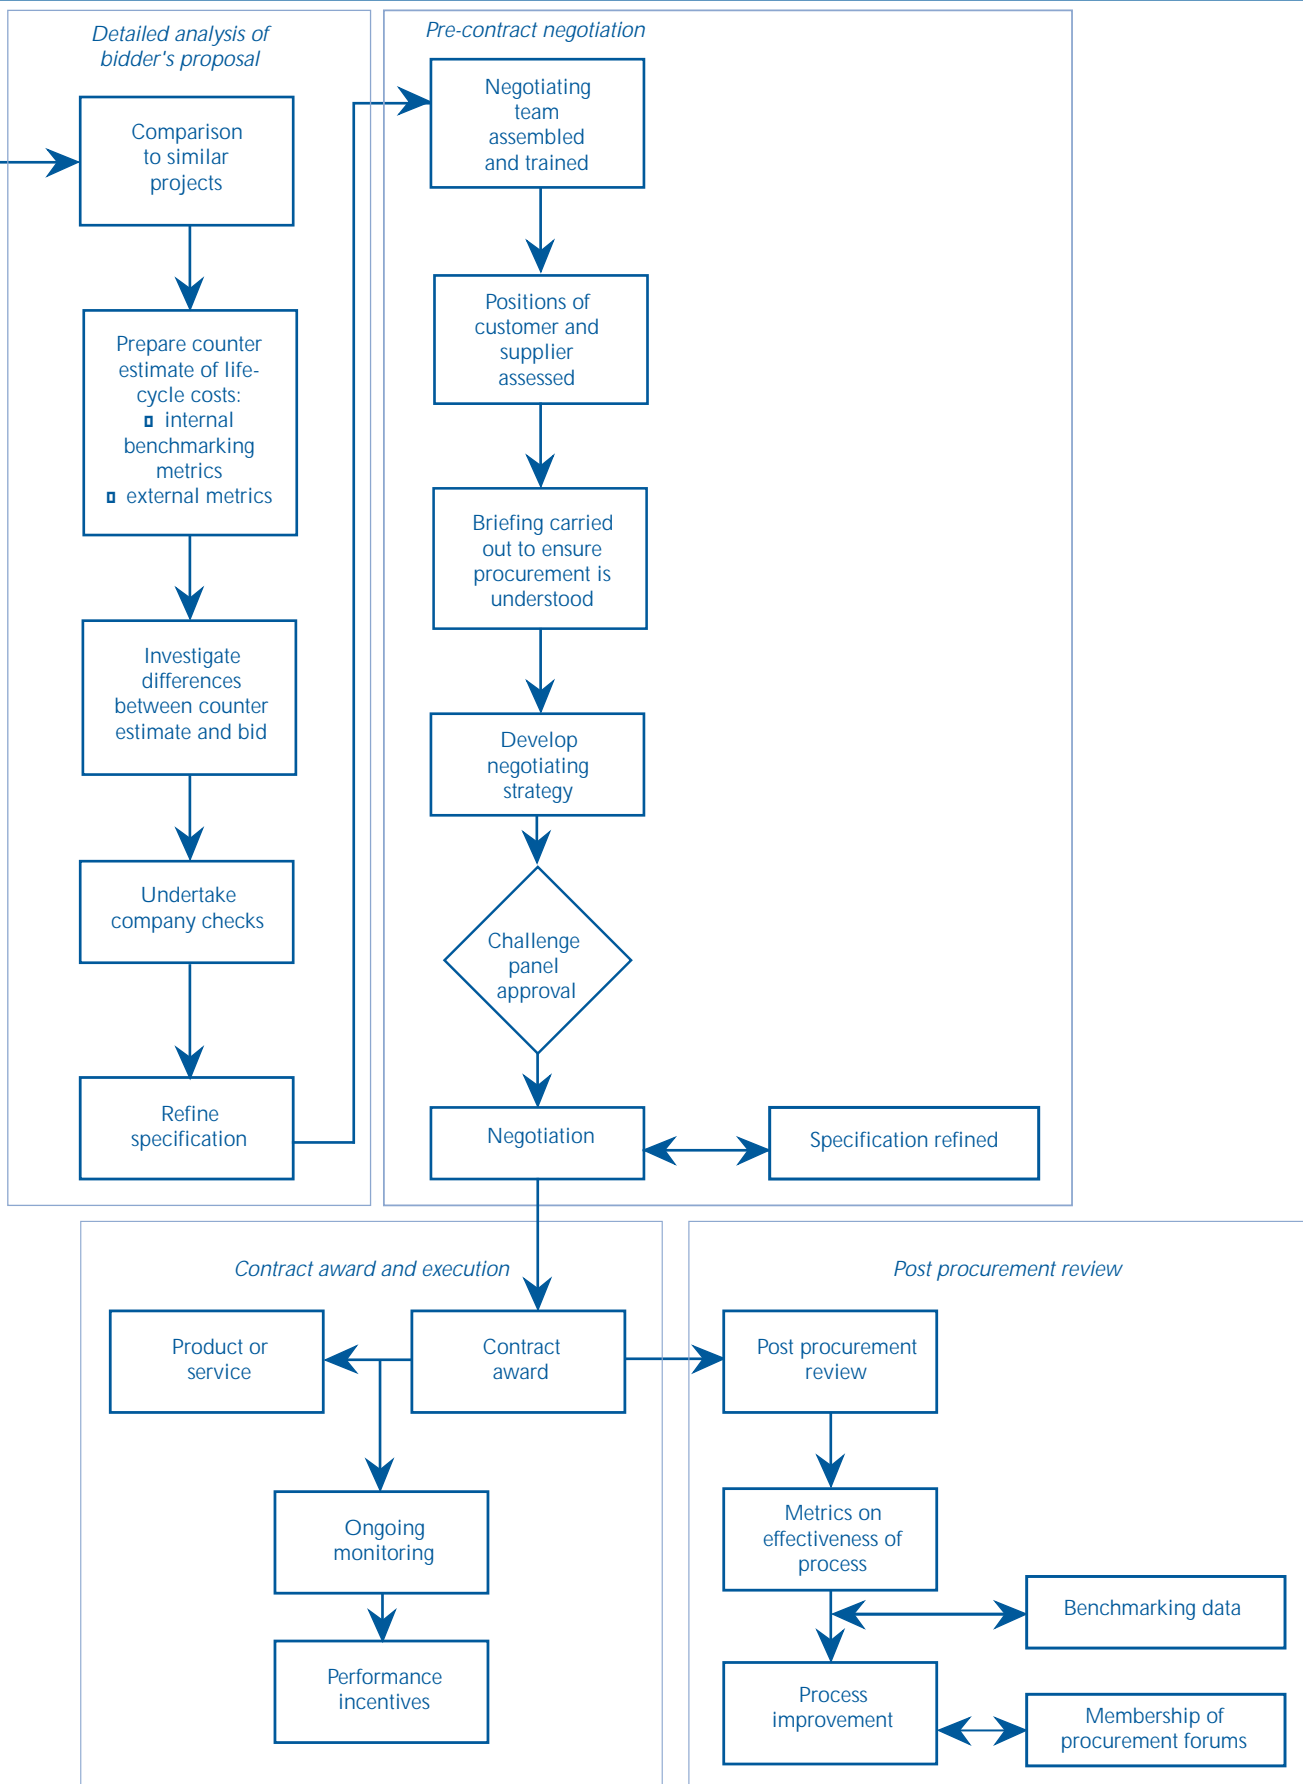 Detailed analysis of
bidder's proposal
Comparison
to similar
projects
Prepare counter
estimate of life-
cycle costs:
internal
benchmarking
metrics
external metrics
Investigate
differences
between counter
estimate and bid
Undertake
company checks
Refine
specification
Pre-contract negotiation
Negotiating
team
assembled
and trained
Positions of
customer and
supplier
assessed
Briefing carried
out to ensure
procurement is
understood
Develop
negotiating
strategy
Challenge
panel
approval
Negotiation
Specification refined
Contract award and execution
Product or
service
Contract
award
Ongoing
monitoring
Performance
incentives
Post procurement review
Post procurement
review
Metrics on
effectiveness of
process
Benchmarking data
Process
improvement
Membership of
procurement forums